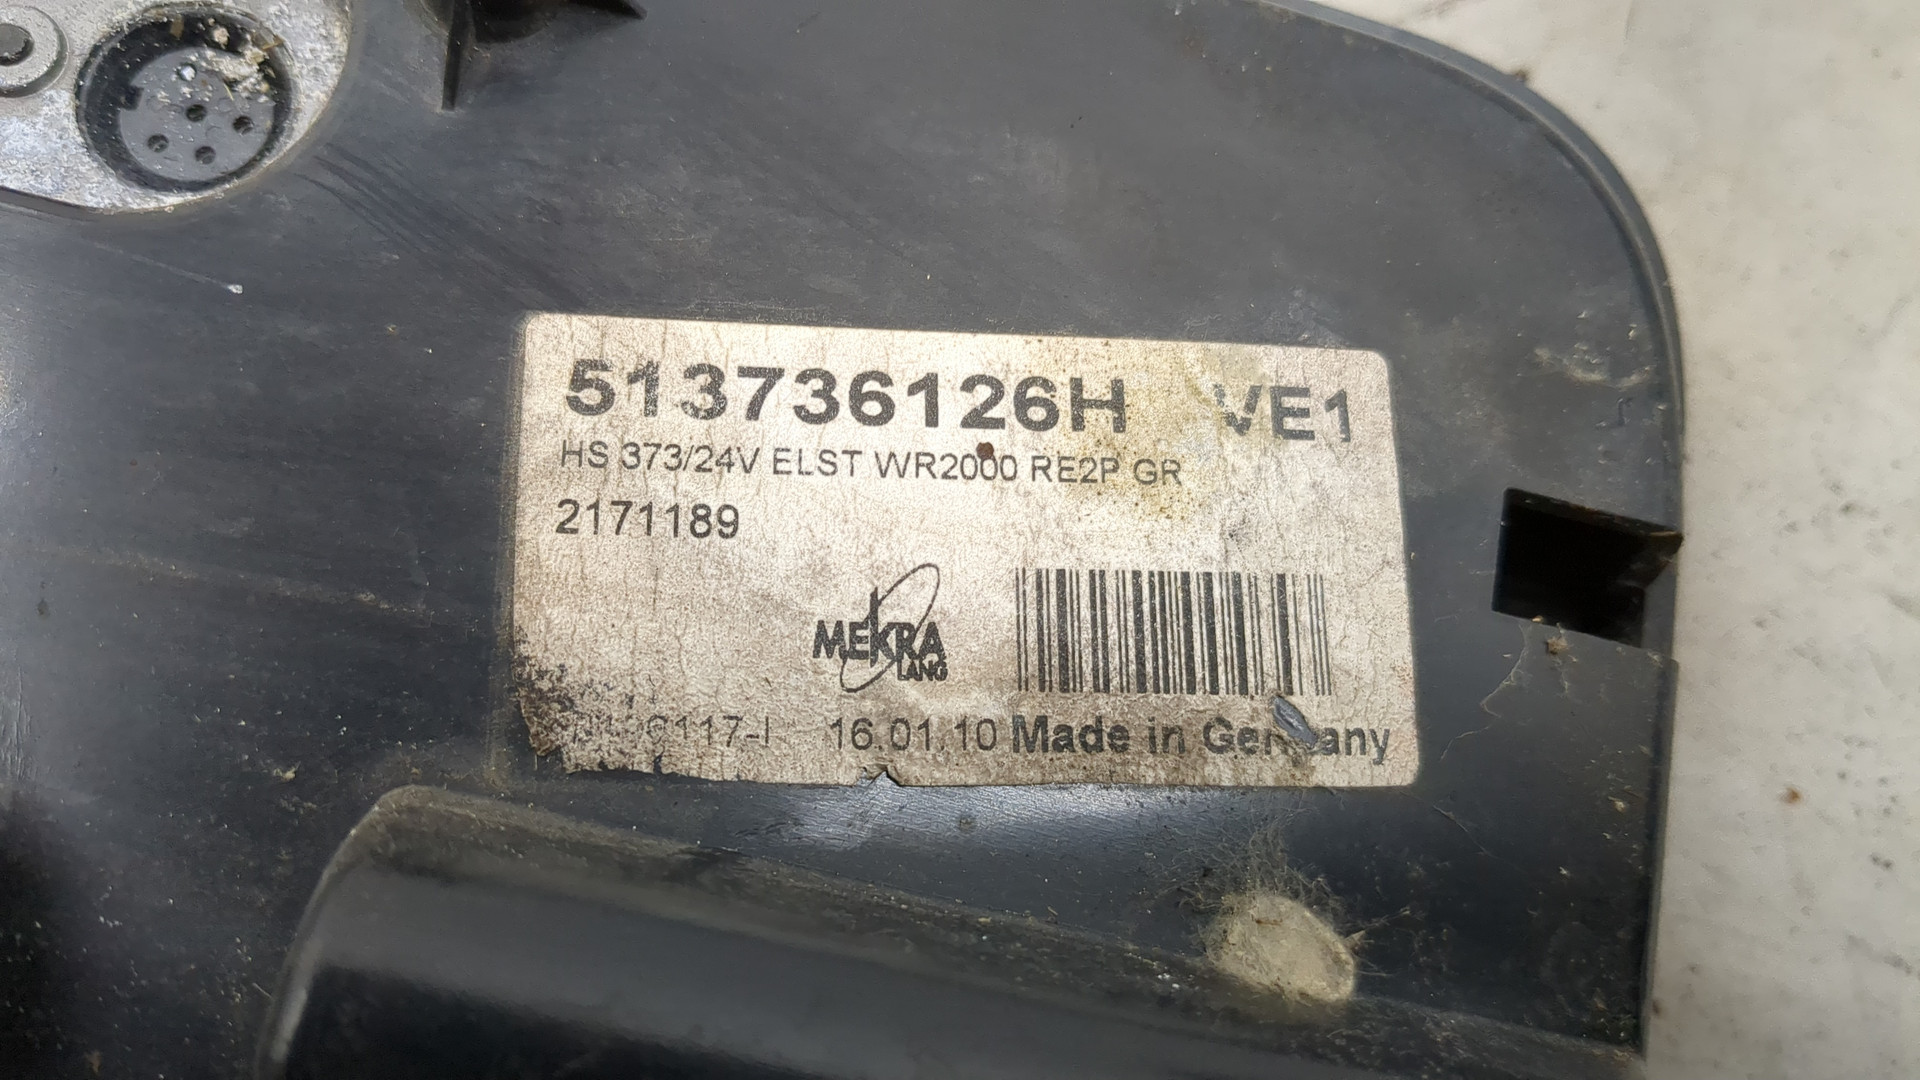 513736126H VE1
HS 373/24V ELST WR2000 RE2P GR
2171189
MEKRA
LANG
16.01.10 Made in Germany